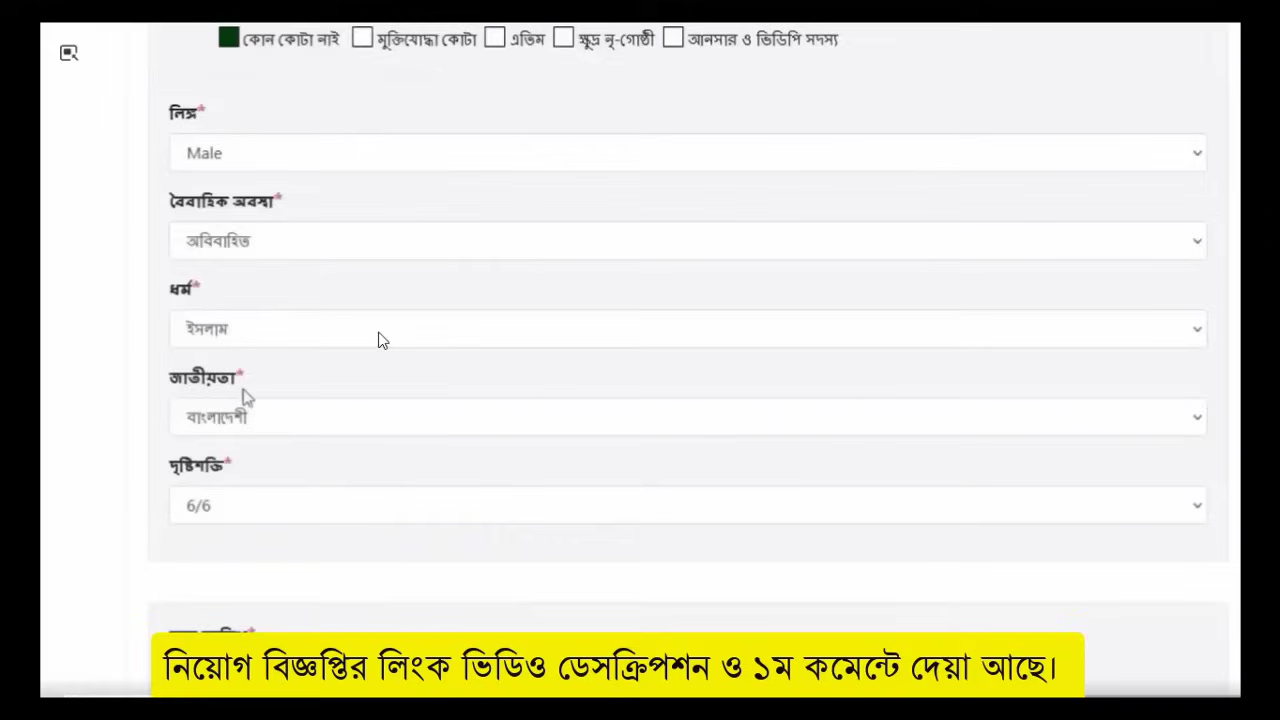 কোন কোটা নাই মুক্তিযোদ্ধা কোটা এতিম ক্ষুদ্র নৃ-গোষ্ঠী আনসার ও ভিডিপি সদস্য
লিঙ্গ*
Male
বৈবাহিক অবস্থা*
অবিবাহিত
ধর্ম*
ইসলাম
জাতীয়তা*
বাংলাদেশী
দৃষ্টিশক্তি*
6/6
নিয়োগ বিজ্ঞপ্তির লিংক ভিডিও ডেসক্রিপশন ও ১ম কমেন্টে দেয়া আছে।